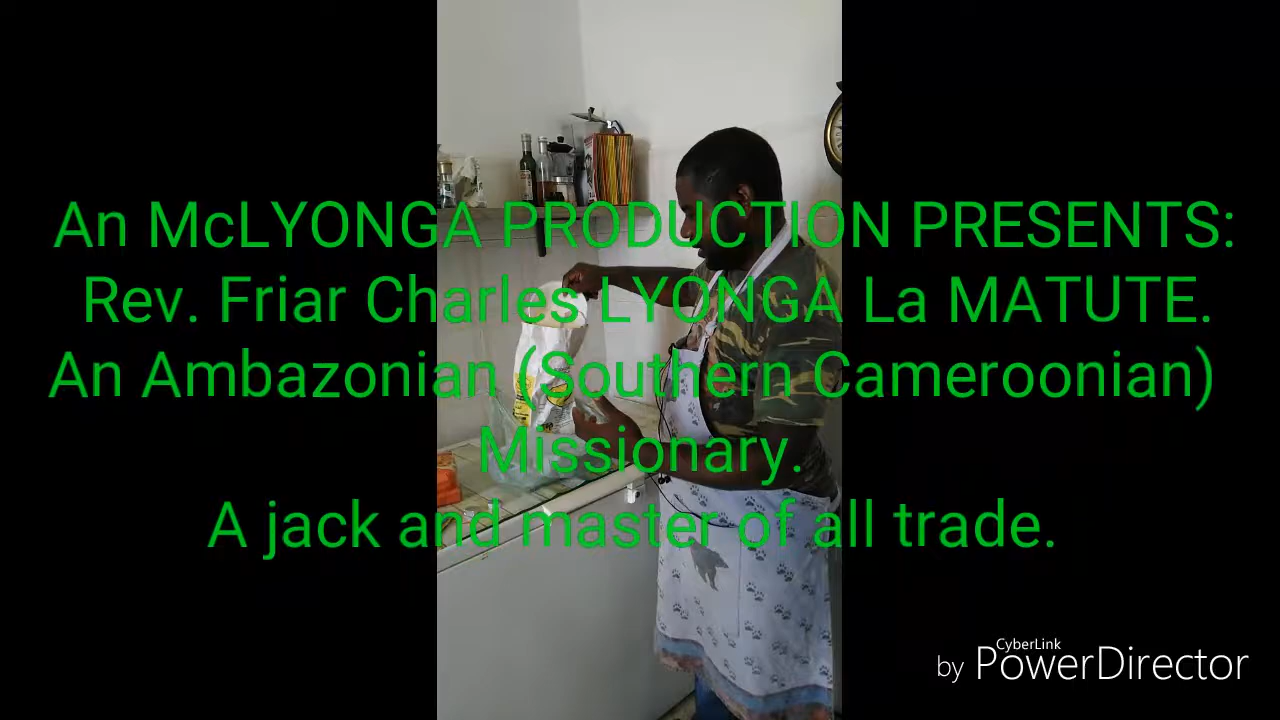 An McLYONGA PRODUCTION PRESENTS:
Rev. Friar Charles LYONGA La MATUTE.
An Ambazonian (Southern Cameroonian)
Missionary.
A jack and master of all trade.
CyberLink
by PowerDirector